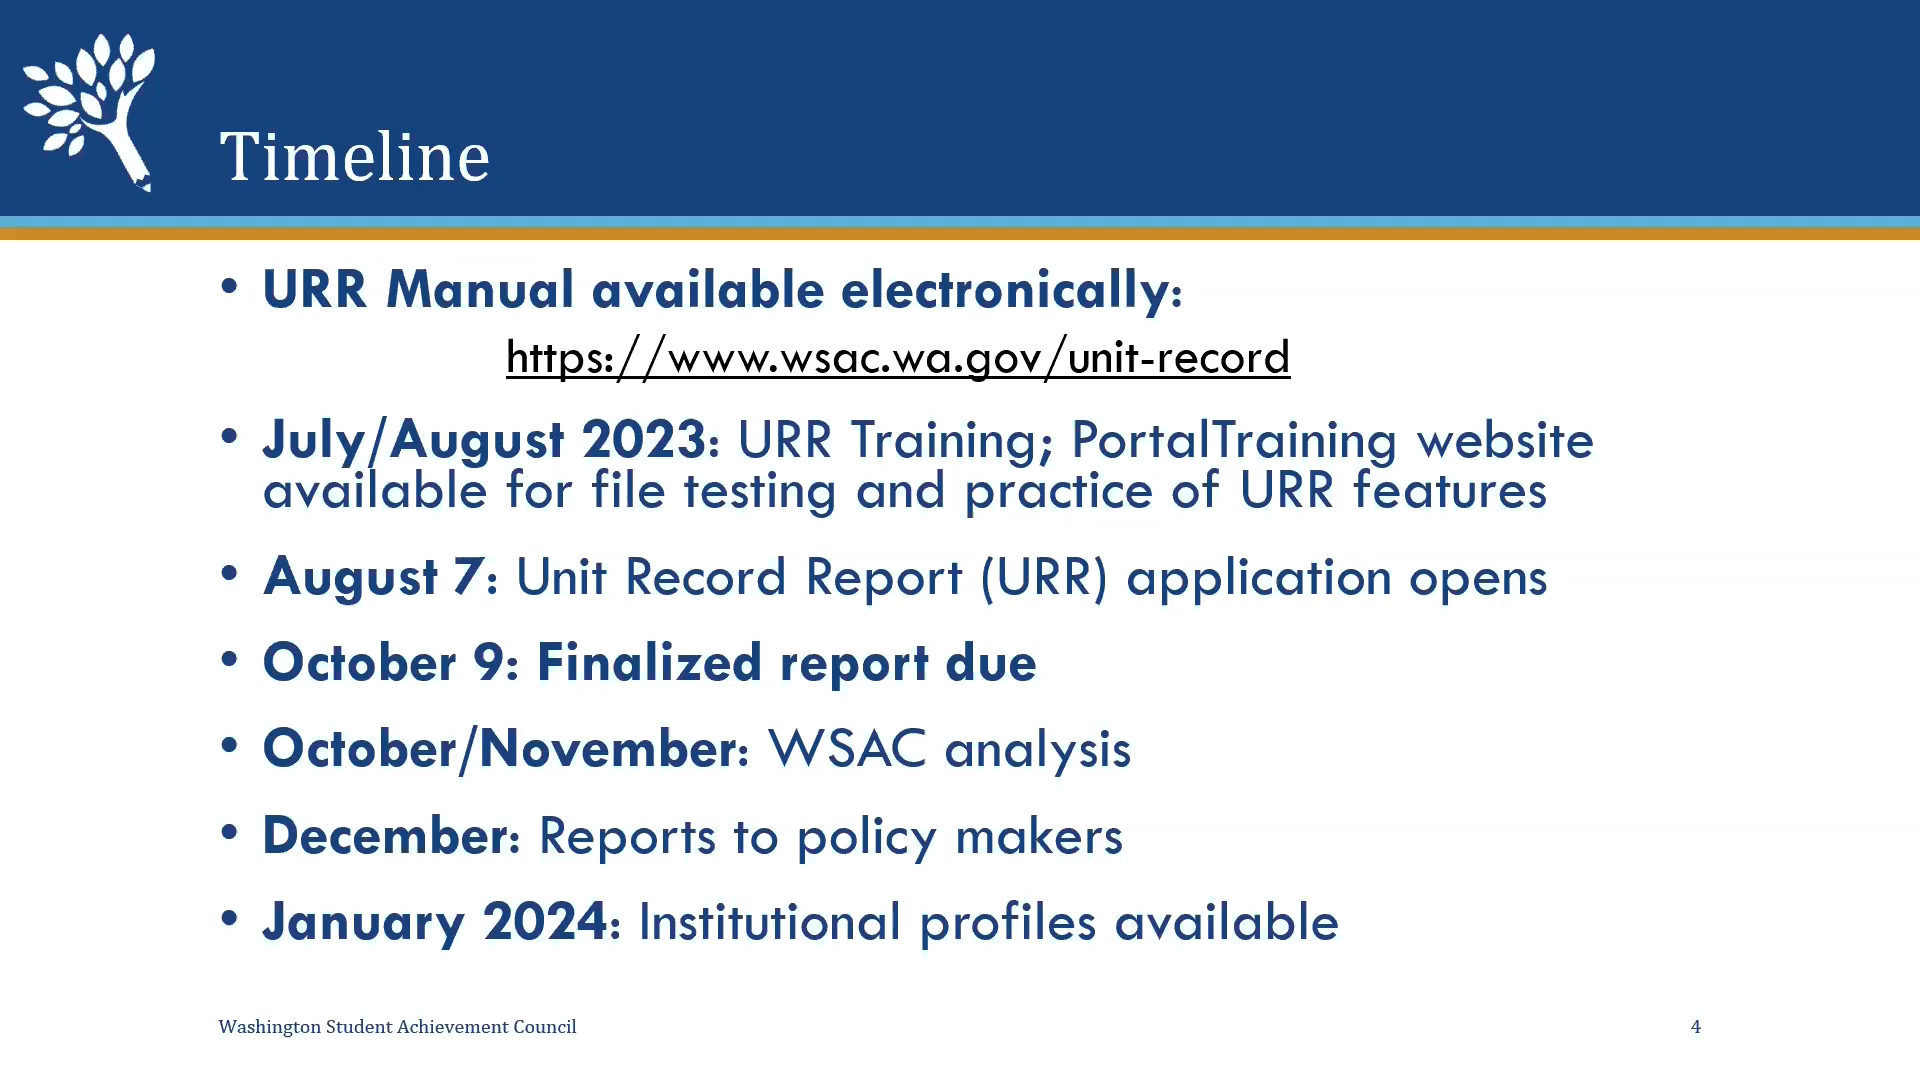 Timeline
• URR Manual available electronically:
https://www.wsac.wa.gov/unit-record
• July/August 2023: URR Training; PortalTraining website
available for file testing and practice of URR features
• August 7: Unit Record Report (URR) application opens
• October 9: Finalized report due
• October/November: WSAC analysis
• December: Reports to policy makers
• January 2024: Institutional profiles available
Washington Student Achievement Council
4